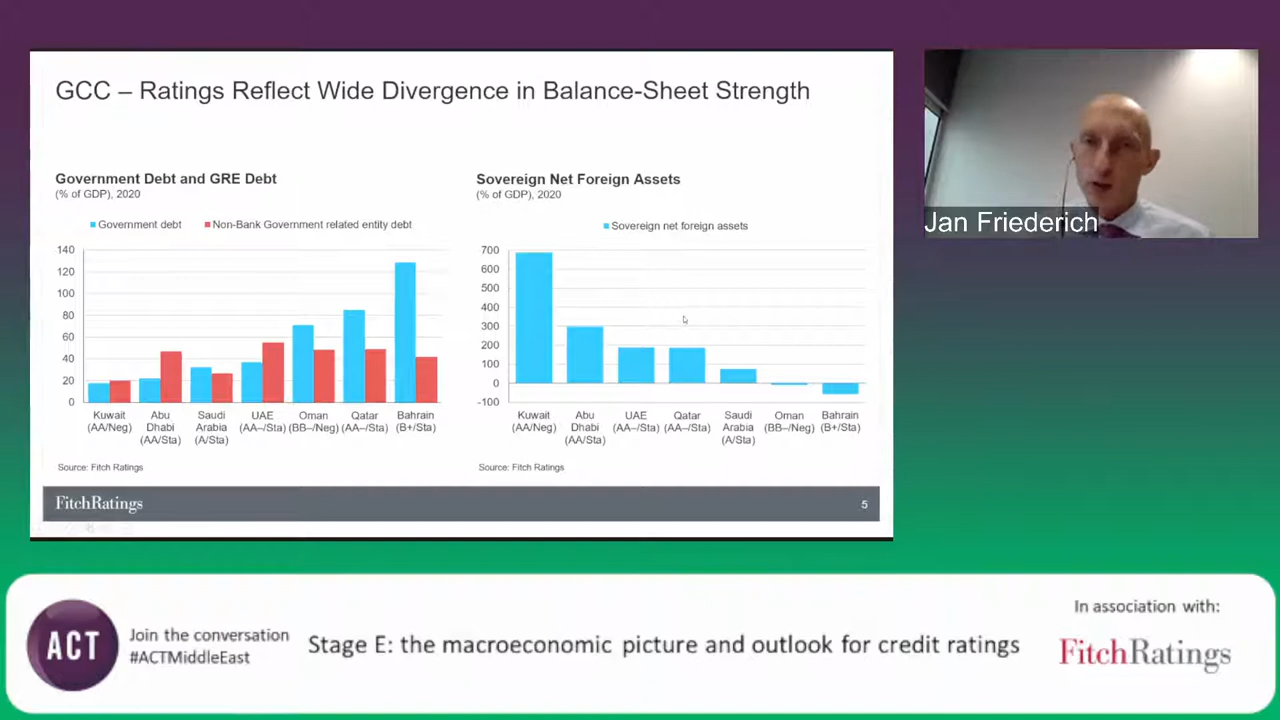 GCC – Ratings Reflect Wide Divergence in Balance-Sheet Strength
Government Debt and GRE Debt
(% of GDP), 2020
Government debt
Non-Bank Government related entity debt
140
120
100
80
60
40
20
0
Kuwait
(AA/Neg)
Abu
Dhabi
(AA/Sta)
Saudi
Arabia
(A/Sta)
UAE
(AA–/Sta)
Oman
(BB–/Neg)
Qatar
(AA–/Sta)
Bahrain
(B+/Sta)
Source: Fitch Ratings
Sovereign Net Foreign Assets
(% of GDP), 2020
Sovereign net foreign assets
700
600
500
400
300
200
100
0
-100
Kuwait
(AA/Neg)
Abu
Dhabi
(AA/Sta)
UAE
(AA–/Sta)
Qatar
(AA–/Sta)
Saudi
Arabia
(A/Sta)
Oman
(BB–/Neg)
Bahrain
(B+/Sta)
Source: Fitch Ratings
FitchRatings
5
Jan Friederich
ACT
Join the conversation
#ACTMiddleEast
Stage E: the macroeconomic picture and outlook for credit ratings
In association with:
FitchRatings